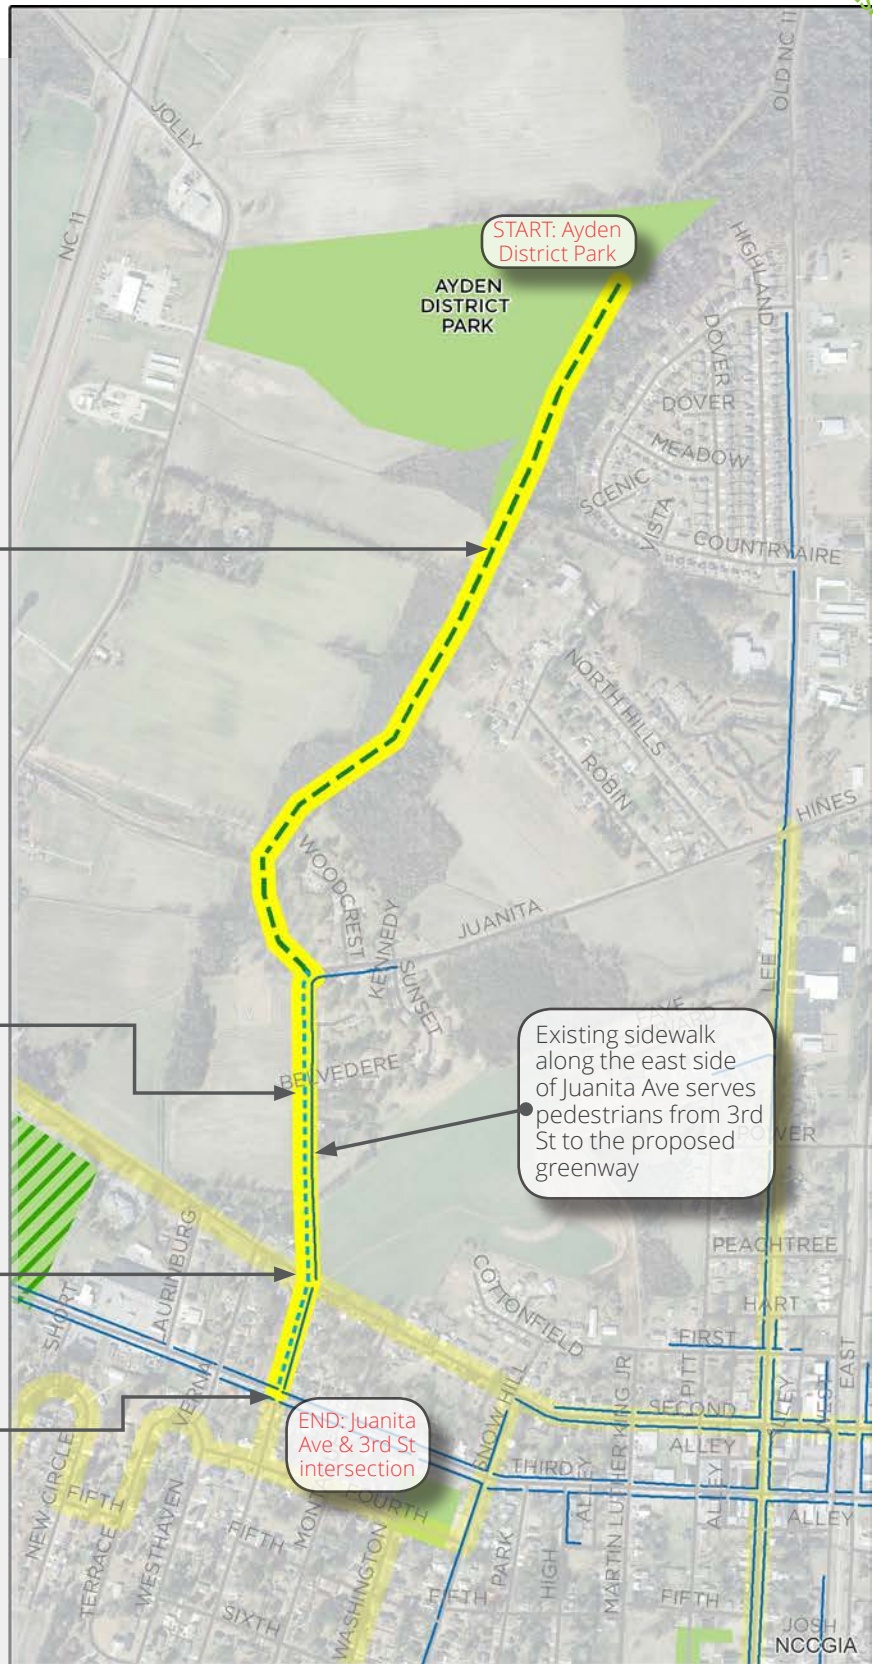 OLD NC 11
JOLLY
NC 11
START: Ayden
District Park
HIGHLAND
AYDEN
DISTRICT
PARK
DOVER
DOVER
MEADOW
SCENIC
VISTA
COUNTRYAIRE
NORTH HILLS
ROBIN
HINES
WOODCREST
KENNEDY
JUANITA
SUNSET
LEE
BELVEDERE
Existing sidewalk
along the east side
of Juanita Ave serves
pedestrians from 3rd
St to the proposed
greenway
PEACHTREE
LAURINBURG
COTTONFIELD
HART
SHORT
FIRST
EAST
VERNA
SNOW HILL
MARTIN LUTHER KING JR
PITT
WEST
ALLEY
SECOND
END: Juanita
Ave & 3rd St
intersection
ALLEY
THIRD
NEW CIRCLE
FIFTH
FOURTH
ALLEY
ALLEY
ALLEY
TERRACE
WESTHAVEN
FIFTH
WASHINGTON
PARK
HIGH
FIFTH
FIFTH
SIXTH
JOSH
NCCGIA